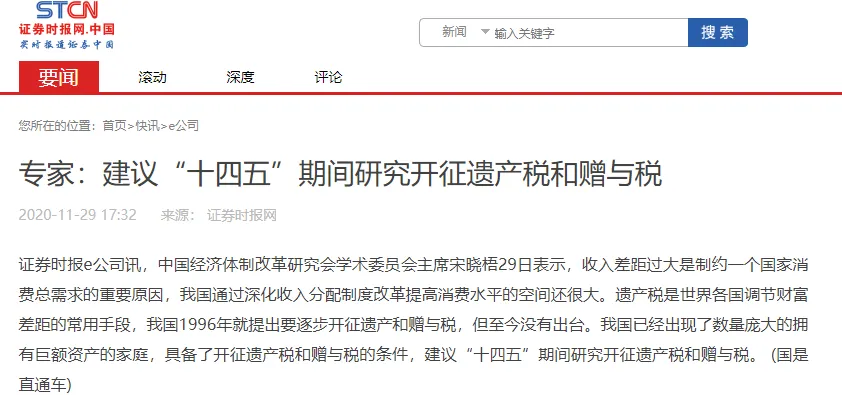 STCN
证券时报网.中国
实时报道证券中国
新闻 输入关键字 搜 索
要闻 滚动 深度 评论
您所在的位置：首页>快讯>e公司
专家：建议“十四五”期间研究开征遗产税和赠与税
2020-11-29 17:32 来源： 证券时报网
证券时报e公司讯，中国经济体制改革研究会学术委员会主席宋晓梧29日表示，收入差距过大是制约一个国家消
费总需求的重要原因，我国通过深化收入分配制度改革提高消费水平的空间还很大。遗产税是世界各国调节财富
差距的常用手段，我国1996年就提出要逐步开征遗产和赠与税，但至今没有出台。我国已经出现了数量庞大的拥
有巨额资产的家庭，具备了开征遗产税和赠与税的条件，建议“十四五”期间研究开征遗产税和赠与税。 (国是
直通车)